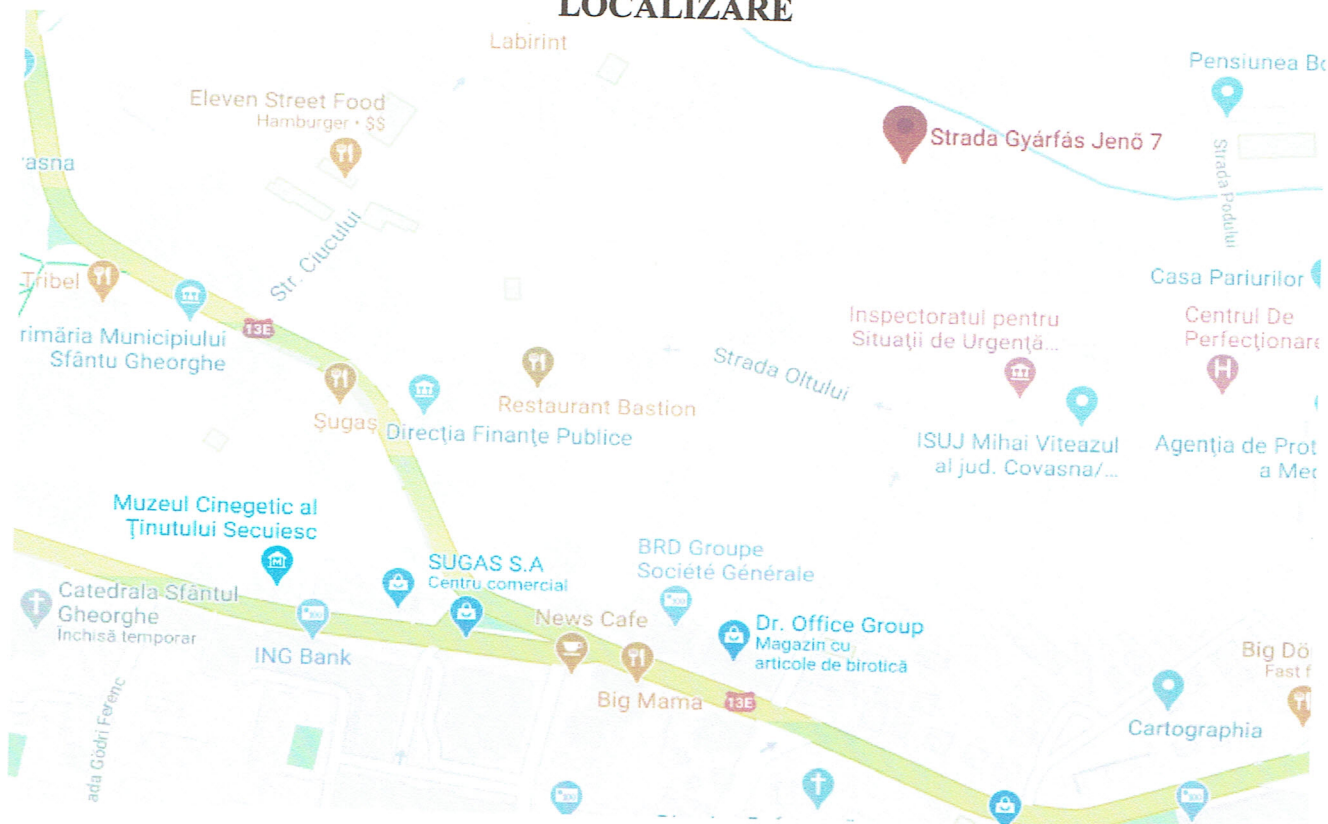 LOCALIZARE
Labirint
Pensiunea Bo
Eleven Street Food
Hamburger • $$
Strada Gyárfás Jenő 7
asna
Strada Podului
Str. Ciucului
Tribel
Casa Pariurilor
13E
rimăria Municipiului
Sfântu Gheorghe
Inspectoratul pentru
Situații de Urgență...
Centrul De
Perfecționare
H
Strada Oltului
Restaurant Bastion
Șugaș
Direcția Finanțe Publice
ISUJ Mihai Viteazul
al jud. Covasna/...
Agenția de Prot
a Med
Muzeul Cinegetic al
Ținutului Secuiesc
M
SUGAS S.A
Centru comercial
BRD Groupe
Société Générale
Catedrala Sfântul
Gheorghe
Închisă temporar
ING Bank
News Cafe
Dr. Office Group
Magazin cu
articole de birotică
Big Mama
13E
Big Dö
Fast f
Cartographia
ada Gödri Ferenc